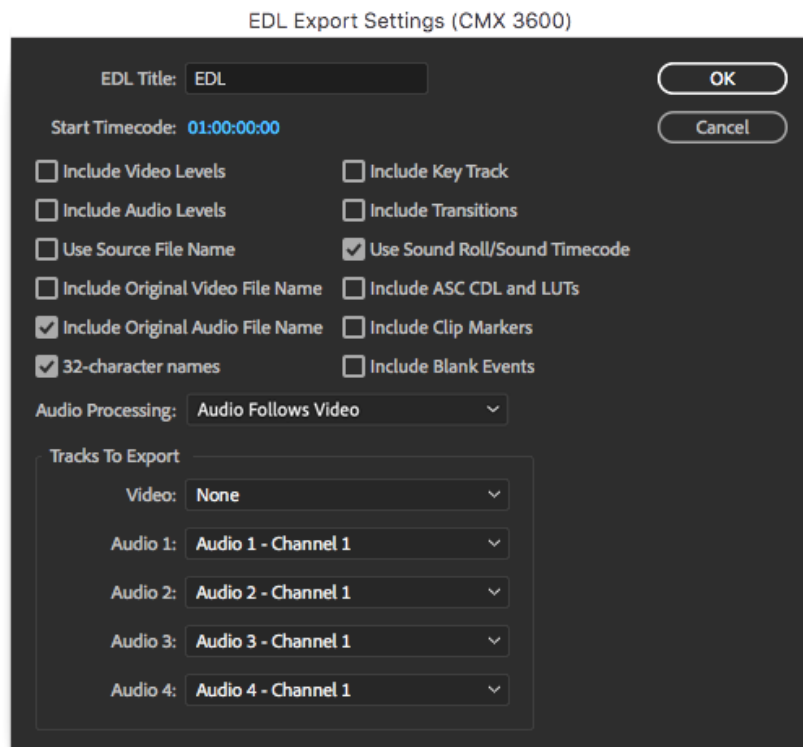 EDL Export Settings (CMX 3600)
EDL Title: EDL
OK
Start Timecode: 01:00:00:00
Cancel
Include Video Levels
Include Key Track
Include Audio Levels
Include Transitions
Use Source File Name
Use Sound Roll/Sound Timecode
Include Original Video File Name
Include ASC CDL and LUTs
Include Original Audio File Name
Include Clip Markers
32-character names
Include Blank Events
Audio Processing: Audio Follows Video
Tracks To Export
Video: None
Audio 1: Audio 1 - Channel 1
Audio 2: Audio 2 - Channel 1
Audio 3: Audio 3 - Channel 1
Audio 4: Audio 4 - Channel 1